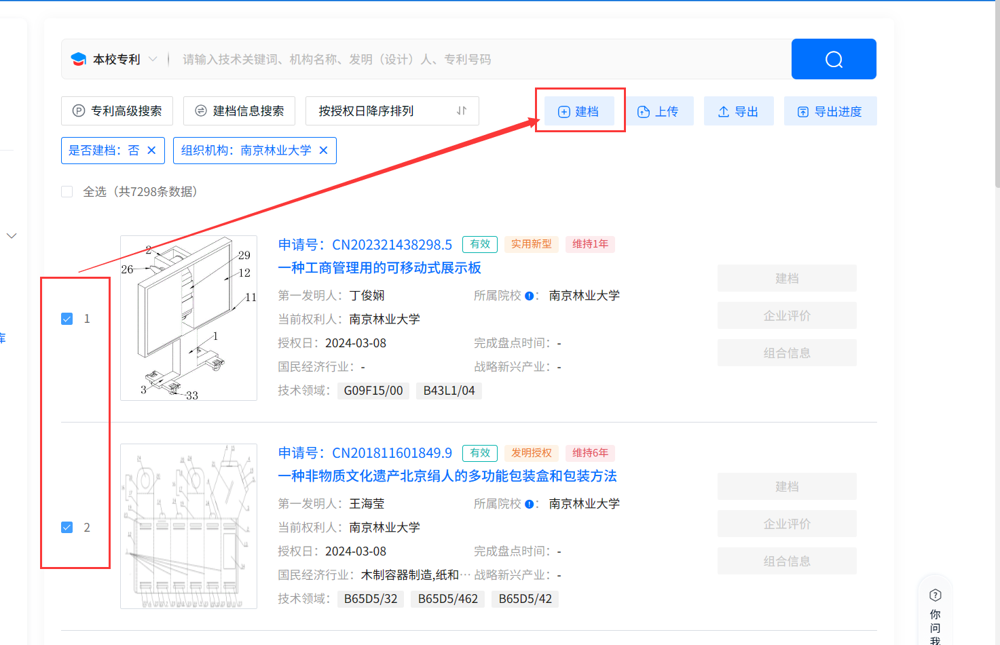 本校专利 请输入技术关键词、机构名称、发明（设计）人、专利号码
专利高级搜索 建档信息搜索 按授权日降序排列 建档 上传 导出 导出进度
是否建档：否 组织机构：南京林业大学
全选（共7298条数据）
库
1
2
26
29
12
11
1
3
33
申请号：CN202321438298.5 有效 实用新型 维持1年
一种工商管理用的可移动式展示板
第一发明人：丁俊娴 所属院校：南京林业大学
当前权利人：南京林业大学
授权日：2024-03-08 完成盘点时间：-
国民经济行业：- 战略新兴产业：-
技术领域：G09F15/00 B43L1/04
建档
企业评价
组合信息
2
申请号：CN201811601849.9 有效 发明授权 维持6年
一种非物质文化遗产北京绢人的多功能包装盒和包装方法
第一发明人：王海莹 所属院校：南京林业大学
当前权利人：南京林业大学
授权日：2024-03-08 完成盘点时间：-
国民经济行业：木制容器制造,纸和… 战略新兴产业：-
技术领域：B65D5/32 B65D5/462 B65D5/42
建档
企业评价
组合信息
你
问
我